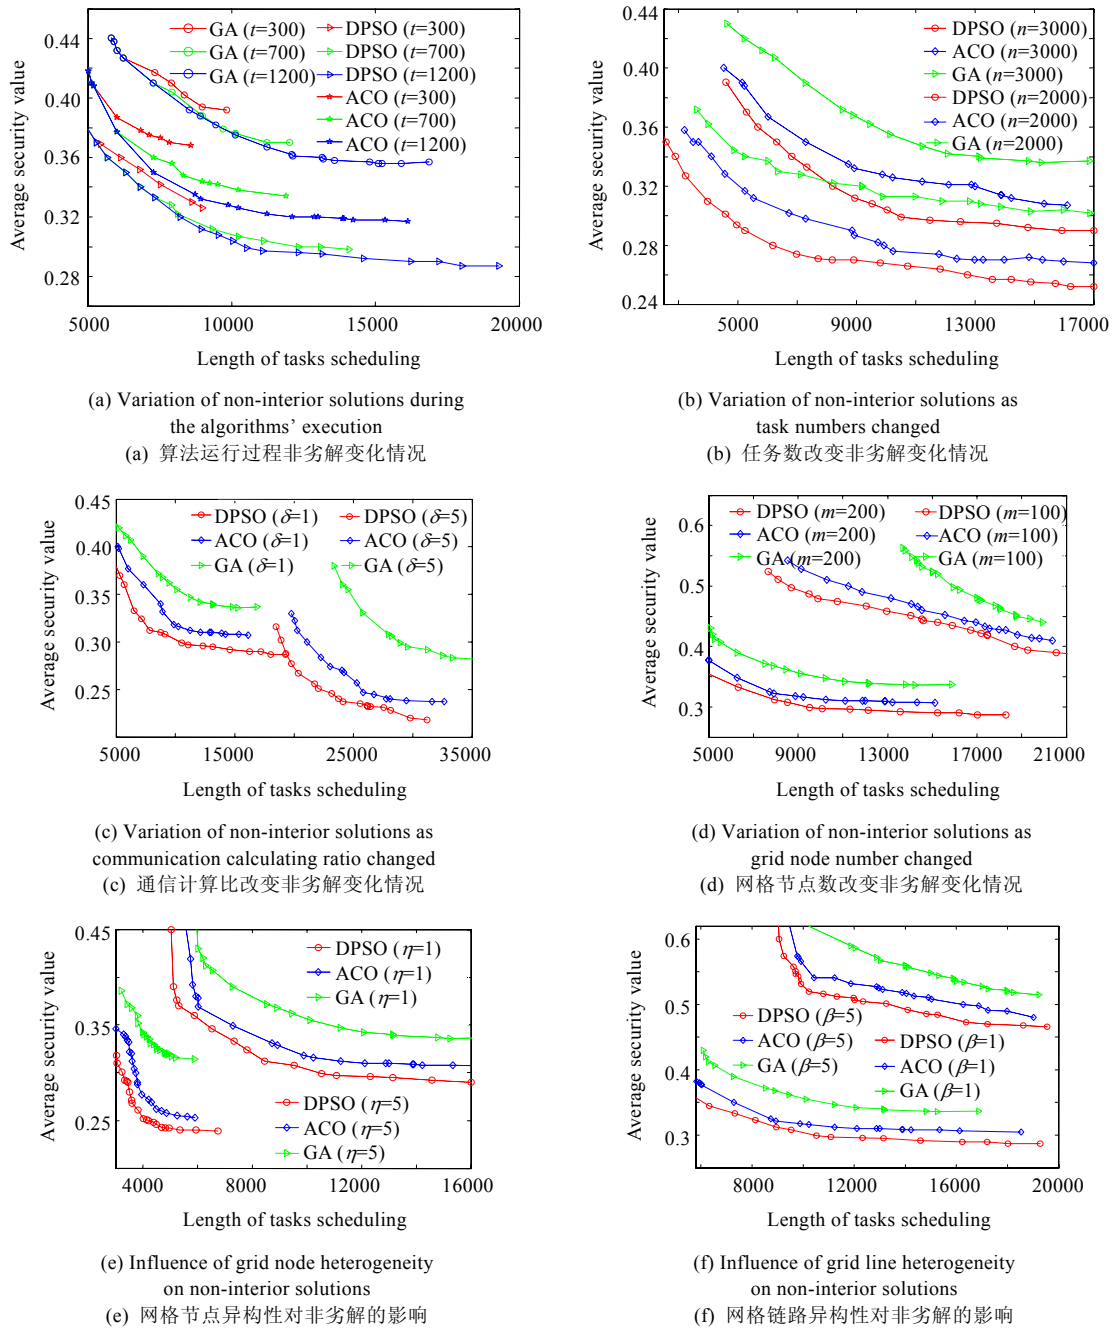 0.44
0.40
0.36
0.32
0.28
Average security value
GA (t=300)
GA (t=700)
GA (t=1200)
DPSO (t=300)
DPSO (t=700)
DPSO (t=1200)
ACO (t=300)
ACO (t=700)
ACO (t=1200)
5000 10000 15000 20000
Length of tasks scheduling
(a) Variation of non-interior solutions during
the algorithms' execution
(a) 算法运行过程非劣解变化情况
0.44
0.40
0.36
0.32
0.28
0.24
Average security value
DPSO (n=3000)
ACO (n=3000)
GA (n=3000)
DPSO (n=2000)
ACO (n=2000)
GA (n=2000)
5000 9000 13000 17000
Length of tasks scheduling
(b) Variation of non-interior solutions as
task numbers changed
(b) 任务数改变非劣解变化情况
0.45
0.40
0.35
0.30
0.25
Average security value
DPSO (δ=1)
ACO (δ=1)
GA (δ=1)
DPSO (δ=5)
ACO (δ=5)
GA (δ=5)
5000 15000 25000 35000
Length of tasks scheduling
(c) Variation of non-interior solutions as
communication calculating ratio changed
(c) 通信计算比改变非劣解变化情况
0.6
0.5
0.4
0.3
Average security value
DPSO (m=200)
ACO (m=200)
GA (m=200)
DPSO (m=100)
ACO (m=100)
GA (m=100)
5000 9000 13000 17000 21000
Length of tasks scheduling
(d) Variation of non-interior solutions as
grid node number changed
(d) 网格节点数改变非劣解变化情况
0.45
0.35
0.25
Average security value
DPSO (η=1)
ACO (η=1)
GA (η=1)
DPSO (η=5)
ACO (η=5)
GA (η=5)
4000 8000 12000 16000
Length of tasks scheduling
(e) Influence of grid node heterogeneity
on non-interior solutions
(e) 网格节点异构性对非劣解的影响
0.6
0.5
0.4
0.3
Average security value
DPSO (β=5)
ACO (β=5)
GA (β=5)
DPSO (β=1)
ACO (β=1)
GA (β=1)
8000 12000 16000 20000
Length of tasks scheduling
(f) Influence of grid line heterogeneity
on non-interior solutions
(f) 网格链路异构性对非劣解的影响